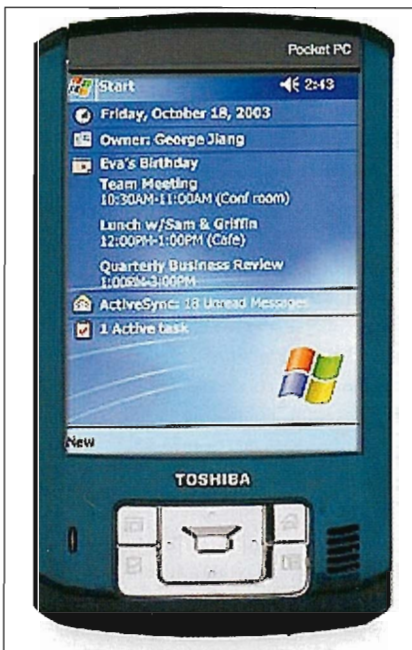 Pocket PC
Start 2:43
Friday, October 18, 2003
Owner: George Jiang
Eva's Birthday
Team Meeting
10:30AM-11:00AM (Conf room)
Lunch w/Sam & Griffin
12:00PM-1:00PM (Cafe)
Quarterly Business Review
1:00PM-3:00PM
ActiveSync: 18 Unread Messages
1 Active task
New
TOSHIBA